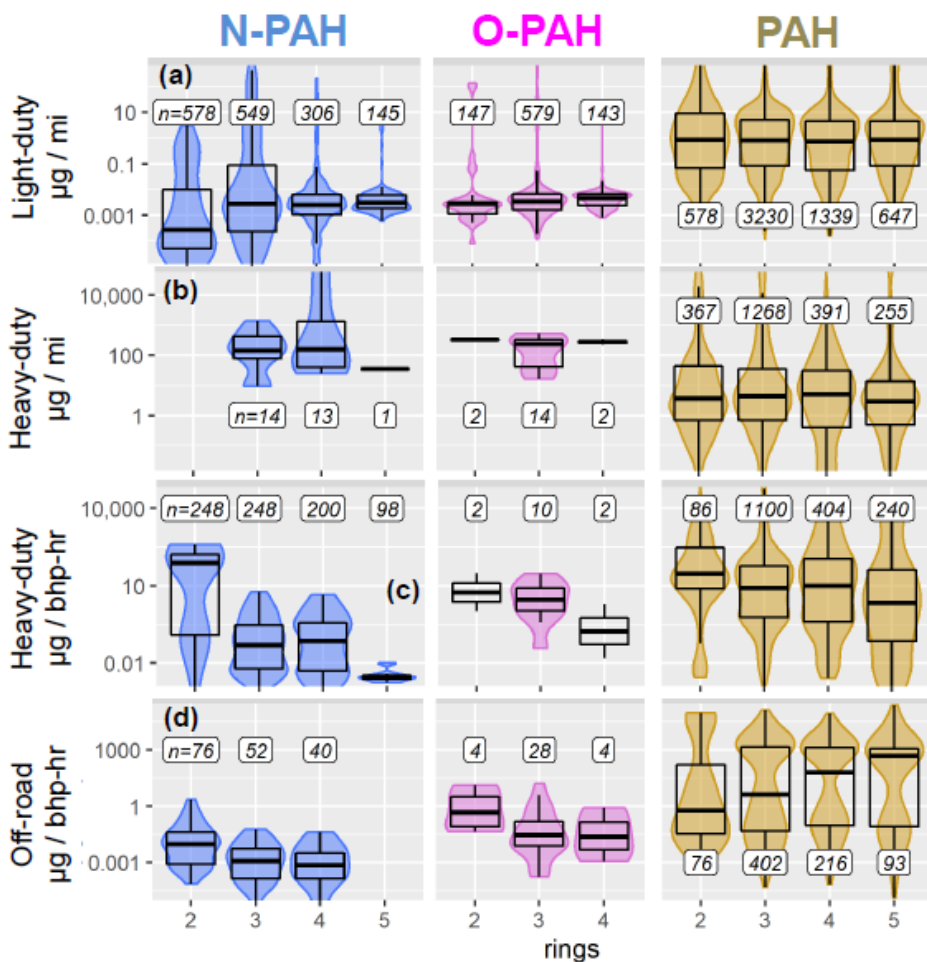 N-PAH O-PAH PAH
(a)
Light-duty
µg / mi
10
0.1
0.001
n=578 549 306 145
147 579 143
578 3230 1339 647
(b)
Heavy-duty
µg / mi
10,000
100
1
n=14 13 1
2 14 2
367 1268 391 255
(c)
Heavy-duty
µg / bhp-hr
10,000
10
0.01
n=248 248 200 98
2 10 2
86 1100 404 240
(d)
Off-road
µg / bhp-hr
1000
1
0.001
n=76 52 40
4 28 4
76 402 216 93
2 3 4 5 2 3 4 2 3 4 5
rings